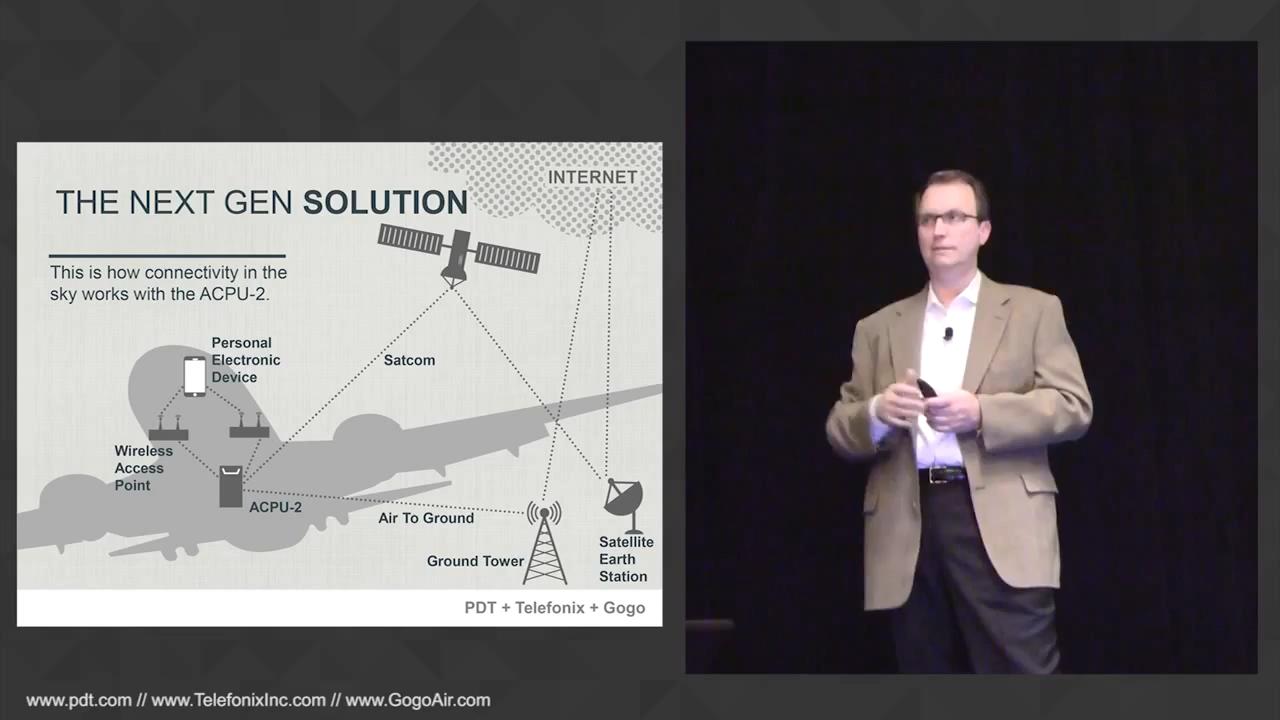 INTERNET
THE NEXT GEN SOLUTION
This is how connectivity in the
sky works with the ACPU-2.
Personal
Electronic
Device
Satcom
Wireless
Access
Point
ACPU-2
Air To Ground
Ground Tower
Satellite
Earth
Station
PDT + Telefonix + Gogo
www.pdt.com // www.TelefonixInc.com // www.GogoAir.com